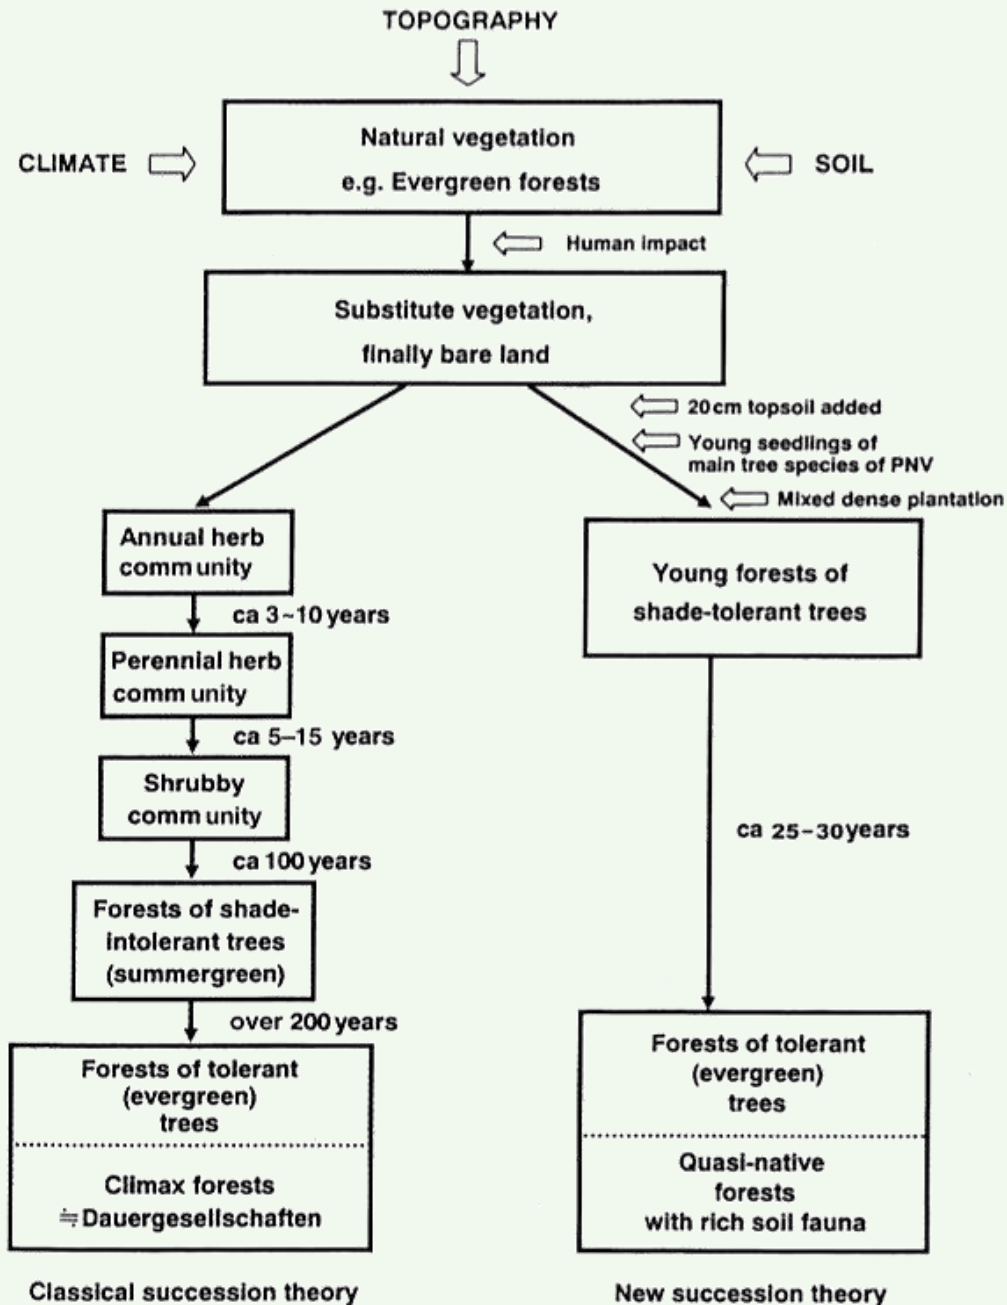 TOPOGRAPHY
Natural vegetation
e.g. Evergreen forests
CLIMATE
SOIL
Human impact
Substitute vegetation,
finally bare land
20cm topsoil added
Young seedlings of
main tree species of PNV
Mixed dense plantation
Annual herb
community
ca 3~10 years
Perennial herb
community
ca 5–15 years
Shrubby
community
ca 100 years
Forests of shade-
intolerant trees
(summergreen)
over 200 years
Forests of tolerant
(evergreen)
trees
Climax forests
≒Dauergesellschaften
Classical succession theory
Young forests of
shade-tolerant trees
ca 25–30 years
Forests of tolerant
(evergreen)
trees
Quasi-native
forests
with rich soil fauna
New succession theory